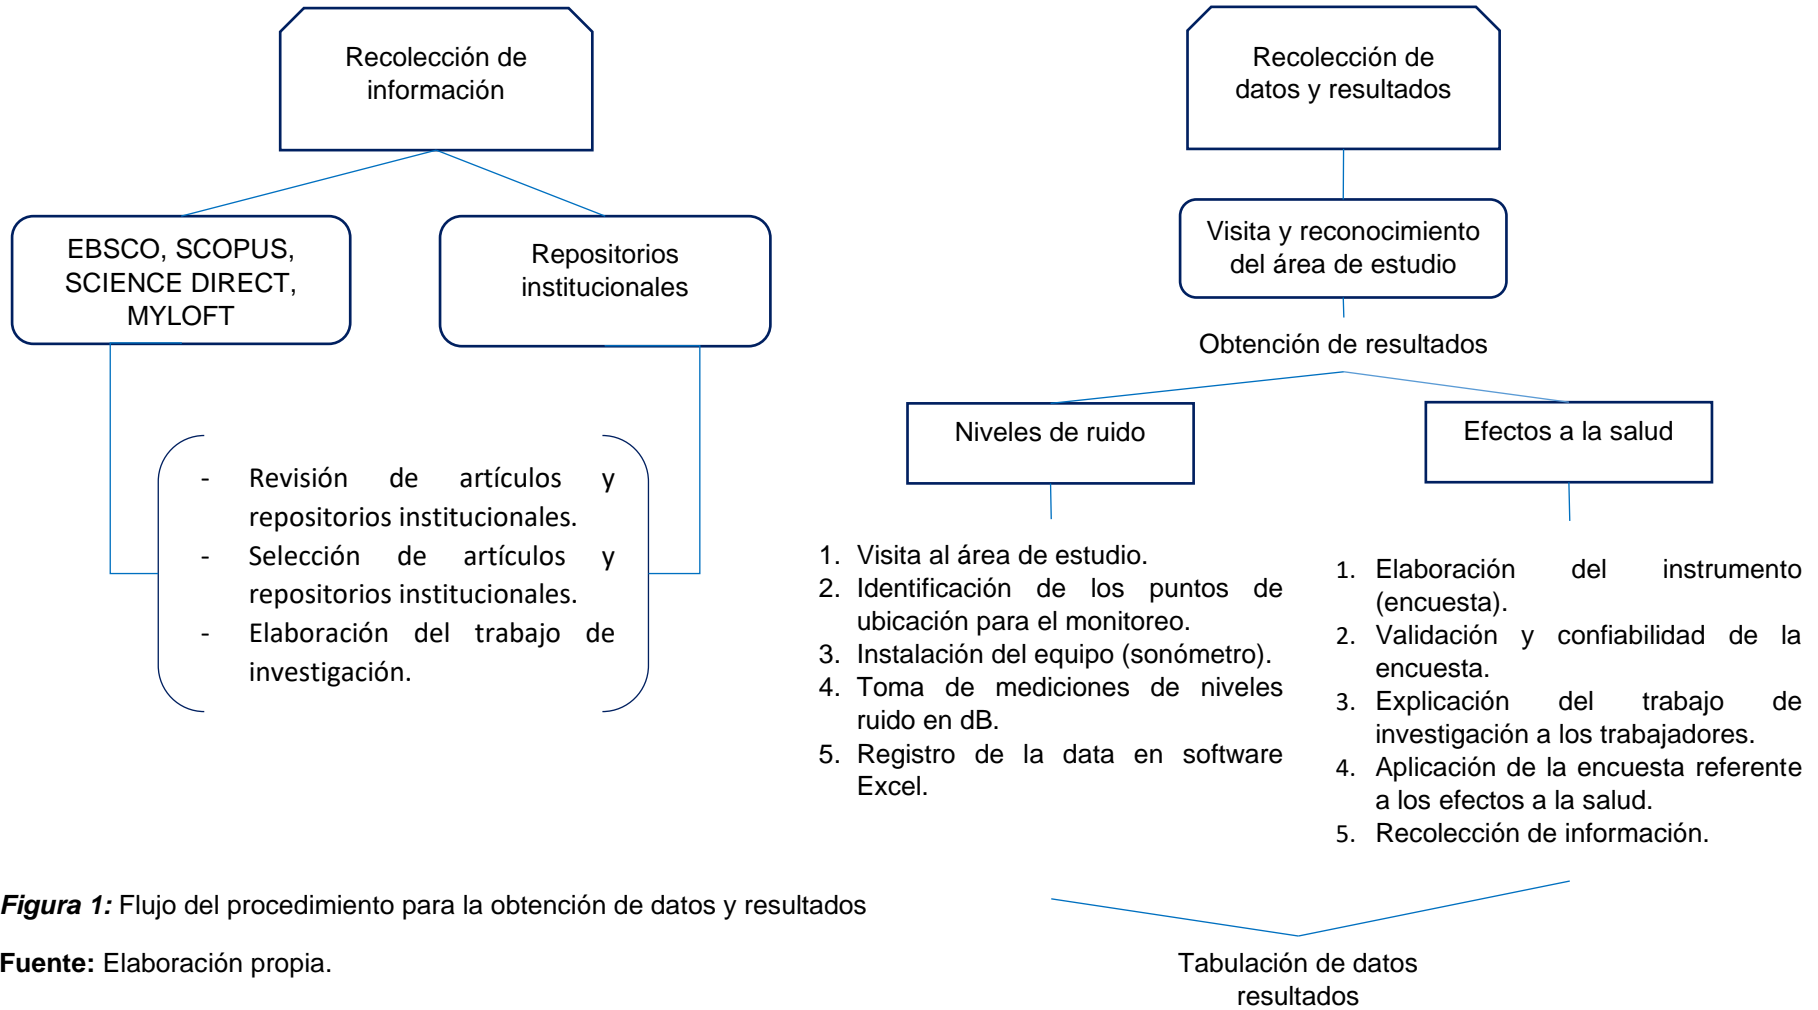 Recolección de
información
EBSCO, SCOPUS,
SCIENCE DIRECT,
MYLOFT
Repositorios
institucionales
- Revisión de artículos y
repositorios institucionales.
- Selección de artículos y
repositorios institucionales.
- Elaboración del trabajo de
investigación.
Recolección de
datos y resultados
Visita y reconocimiento
del área de estudio
Obtención de resultados
Niveles de ruido
1. Visita al área de estudio.
2. Identificación de los puntos de
ubicación para el monitoreo.
3. Instalación del equipo (sonómetro).
4. Toma de mediciones de niveles
ruido en dB.
5. Registro de la data en software
Excel.
Efectos a la salud
1. Elaboración del instrumento
(encuesta).
2. Validación y confiabilidad de la
encuesta.
3. Explicación del trabajo de
investigación a los trabajadores.
4. Aplicación de la encuesta referente
a los efectos a la salud.
5. Recolección de información.
Tabulación de datos
resultados
Figura 1: Flujo del procedimiento para la obtención de datos y resultados
Fuente: Elaboración propia.